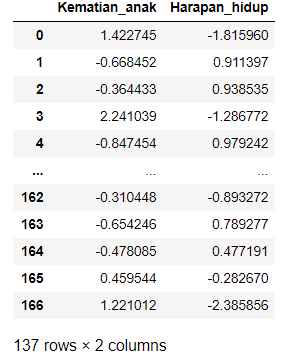 Kematian_anak Harapan_hidup
0 1.422745 -1.815960
1 -0.668452 0.911397
2 -0.364433 0.938535
3 2.241039 -1.286772
4 -0.847454 0.979242
... ... ...
162 -0.310448 -0.893272
163 -0.654246 0.789277
164 -0.478085 0.477191
165 0.459544 -0.282670
166 1.221012 -2.385856
137 rows × 2 columns